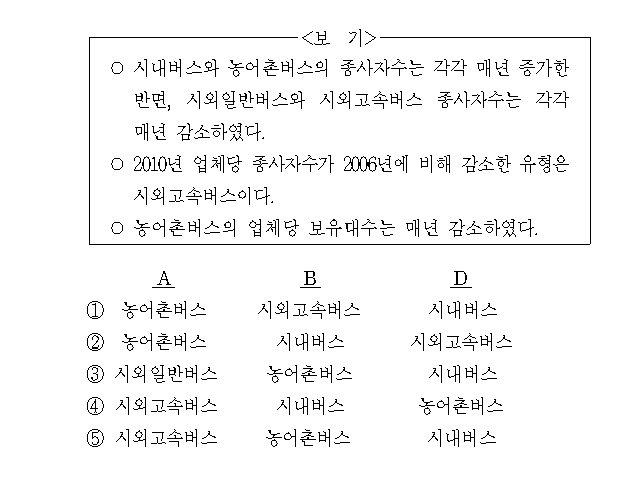 <보 기>
○ 시내버스와 농어촌버스의 종사자수는 각각 매년 증가한
반면, 시외일반버스와 시외고속버스 종사자수는 각각
매년 감소하였다.
○ 2010년 업체당 종사자수가 2006년에 비해 감소한 유형은
시외고속버스이다.
○ 농어촌버스의 업체당 보유대수는 매년 감소하였다.
A B D
① 농어촌버스 시외고속버스 시내버스
② 농어촌버스 시내버스 시외고속버스
③ 시외일반버스 농어촌버스 시내버스
④ 시외고속버스 시내버스 농어촌버스
⑤ 시외고속버스 농어촌버스 시내버스